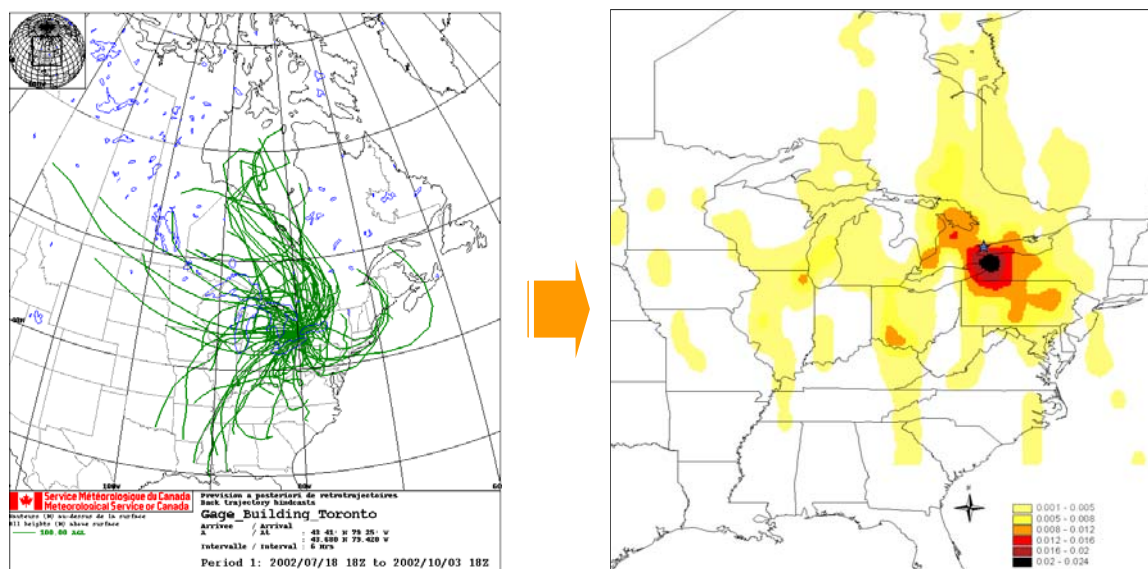 60
100W
80W
60
Service Météorologique du Canada
Meteorological Service of Canada
Hauteurs (M) au-dessus de la surface
All heights (M) above surface
100.00 AGL
Prevision a posteriori de retrotrajectoires
Back trajectory hindcasts
Gage_Building_Toronto
Arrivee / Arrival
A / At : 43 41' N 79 25' W
: 43.680 N 79.420 W
Intervalle / Interval : 6 Hrs
Period 1: 2002/07/18 18Z to 2002/10/03 18Z
0.001 - 0.005
0.005 - 0.008
0.008 - 0.012
0.012 - 0.016
0.016 - 0.02
0.02 - 0.024